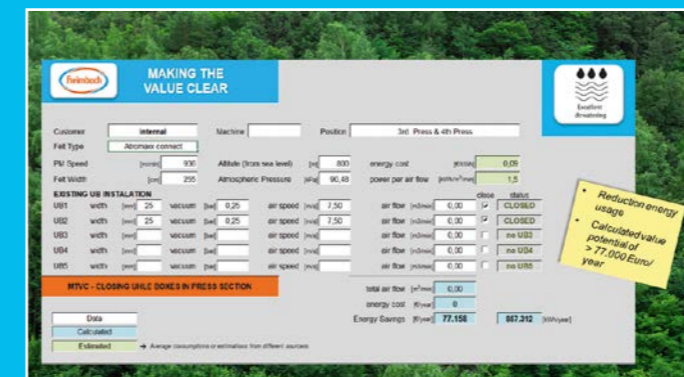 Heimbach
MAKING THE
VALUE CLEAR
Excellent
dewatering
Customer internal Machine Position 3rd Press & 4th Press
Felt Type Atromaxx connect
PM Speed [m/min] 930 Altitude (from sea level) [m] 800 energy cost 0,09
Felt Width [cm] 255 Atmospheric Pressure [kPa] 90,48 power per air flow 1,5
EXISTING UB INSTALATION close status
UB1 width [mm] 25 vacuum [bar] 0,25 air speed [m/s] 7,50 air flow [m3/min] 0,00 CLOSED
UB2 width [mm] 25 vacuum [bar] 0,25 air speed [m/s] 7,50 air flow [m3/min] 0,00 CLOSED
UB3 width [mm] vacuum [bar] air speed [m/s] air flow [m3/min] 0,00 no UB3
UB4 width [mm] vacuum [bar] air speed [m/s] air flow [m3/min] 0,00 no UB4
UB5 width [mm] vacuum [bar] air speed [m/s] air flow [m3/min] 0,00 no UB5
MTVC - CLOSING UHLE BOXES IN PRESS SECTION
total air flow [m³/min] 0,00
energy cost [€/year] 0
Energy Savings [€/year] 77.158 857.312 [kWh/year]
Data
Calculated
Estimated → Average consumptions or estimations from different sources
• Reduction energy
usage
• Calculated value
potential of
> 77.000 Euro/
year